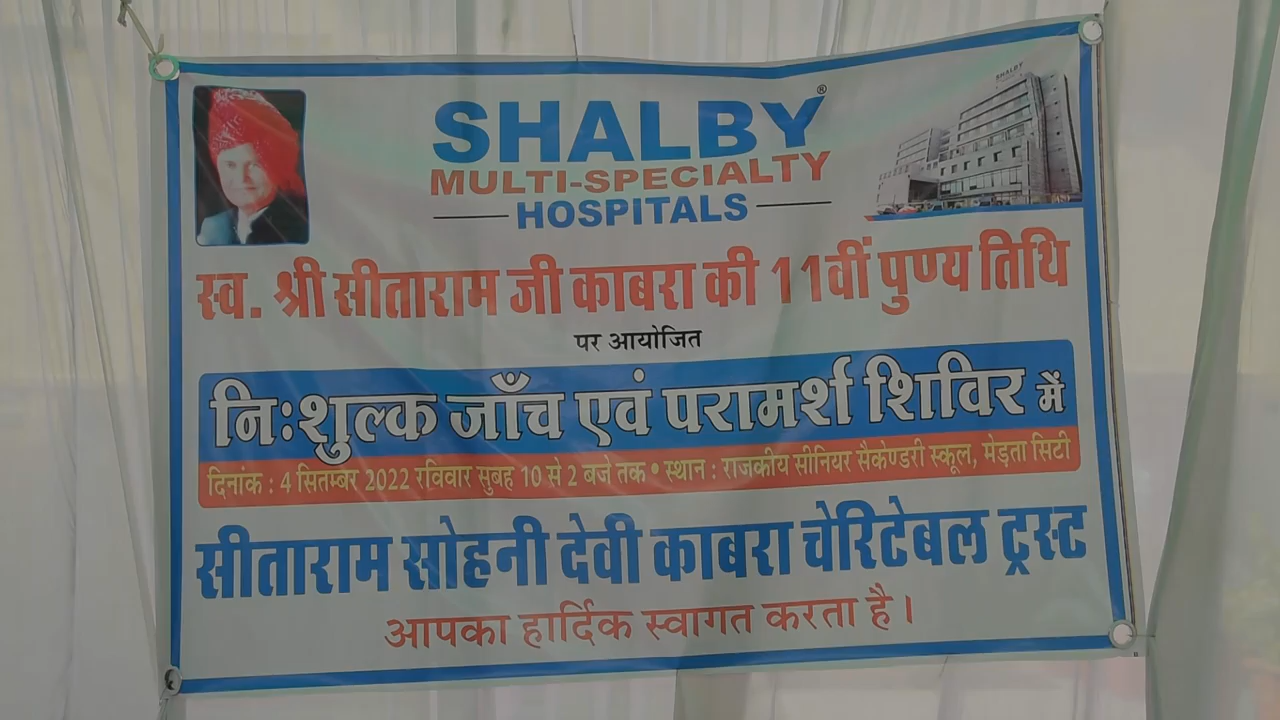 SHALBY®
MULTI-SPECIALTY
HOSPITALS
SHALBY
स्व. श्री सीताराम जी काबरा की 11वीं पुण्य तिथि
पर आयोजित
निःशुल्क जाँच एवं परामर्श शिविर में
दिनांक : 4 सितम्बर 2022 रविवार सुबह 10 से 2 बजे तक • स्थान : राजकीय सीनियर सैकेण्डरी स्कूल, मेड़ता सिटी
सीताराम सोहनी देवी काबरा चेरिटेबल ट्रस्ट
आपका हार्दिक स्वागत करता है।